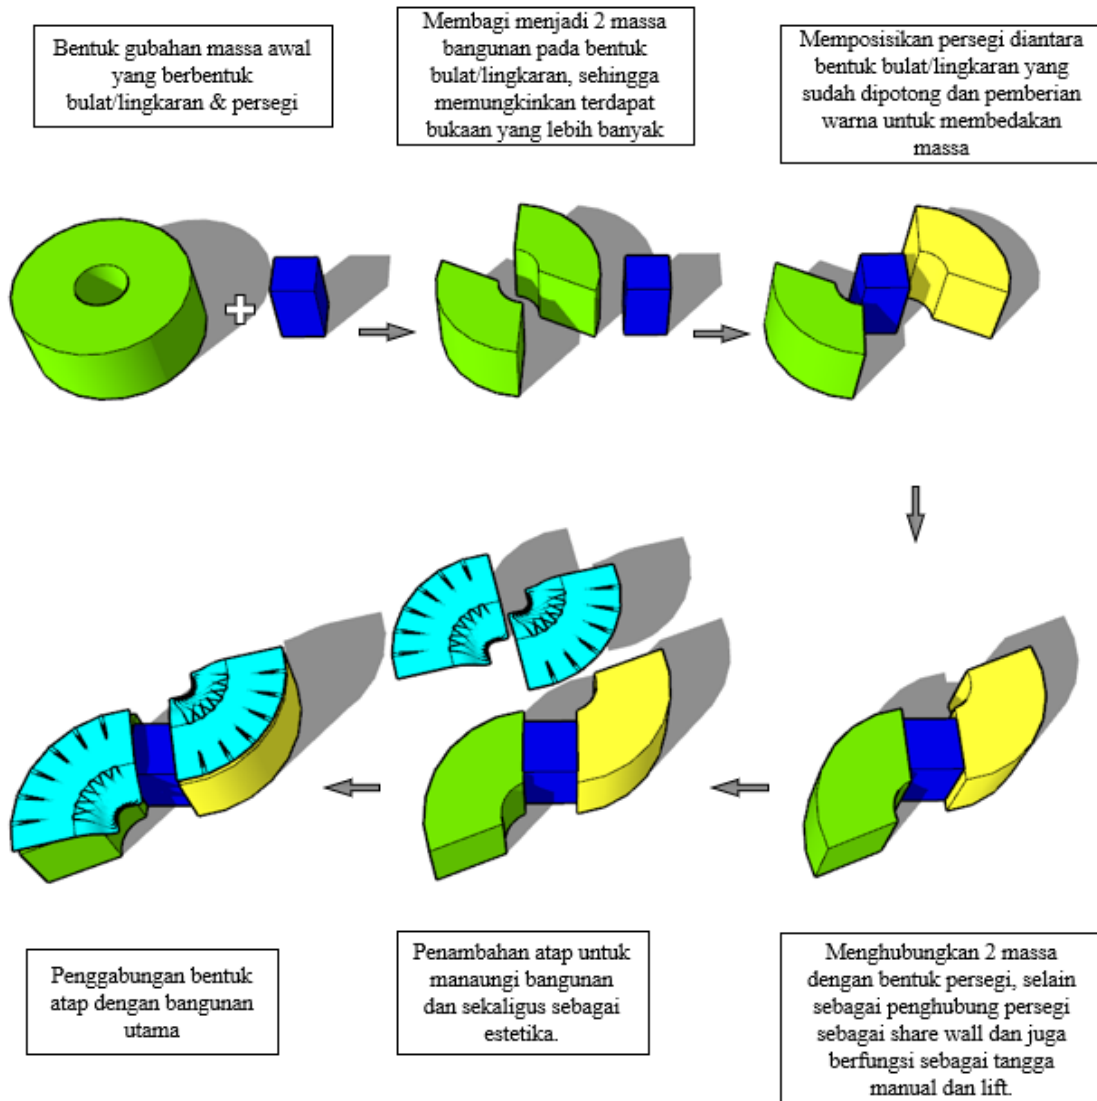 Bentuk gubahan massa awal
yang berbentuk
bulat/lingkaran & persegi
Membagi menjadi 2 massa
bangunan pada bentuk
bulat/lingkaran, sehingga
memungkinkan terdapat
bukaan yang lebih banyak
Memposisikan persegi diantara
bentuk bulat/lingkaran yang
sudah dipotong dan pemberian
warna untuk membedakan
massa
Menghubungkan 2 massa
dengan bentuk persegi, selain
sebagai penghubung persegi
sebagai share wall dan juga
berfungsi sebagai tangga
manual dan lift.
Penambahan atap untuk
manaungi bangunan
dan sekaligus sebagai
estetika.
Penggabungan bentuk
atap dengan bangunan
utama